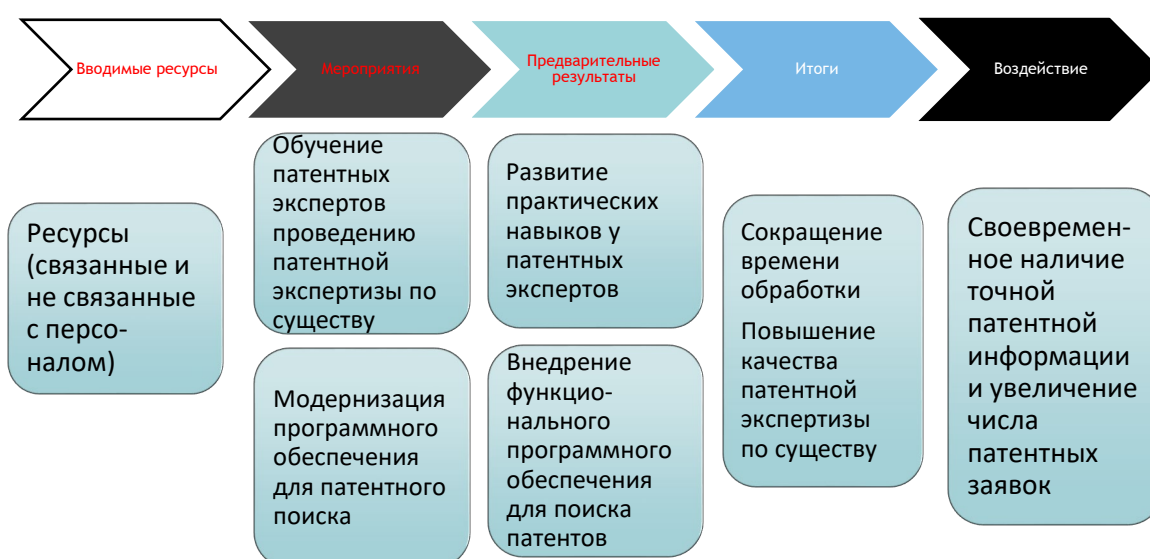 Вводимые ресурсы
Мероприятия
Предварительные
результаты
Итоги
Воздействие
Ресурсы
(связанные и
не связанные
с персо-
налом)
Обучение
патентных
экспертов
проведению
патентной
экспертизы по
существу
Модернизация
программного
обеспечения
для патентного
поиска
Развитие
практических
навыков у
патентных
экспертов
Внедрение
функцио-
нального
программного
обеспечения
для поиска
патентов
Сокращение
времени
обработки
Повышение
качества
патентной
экспертизы
по существу
Своевремен-
ное наличие
точной
патентной
информации
и увеличение
числа
патентных
заявок